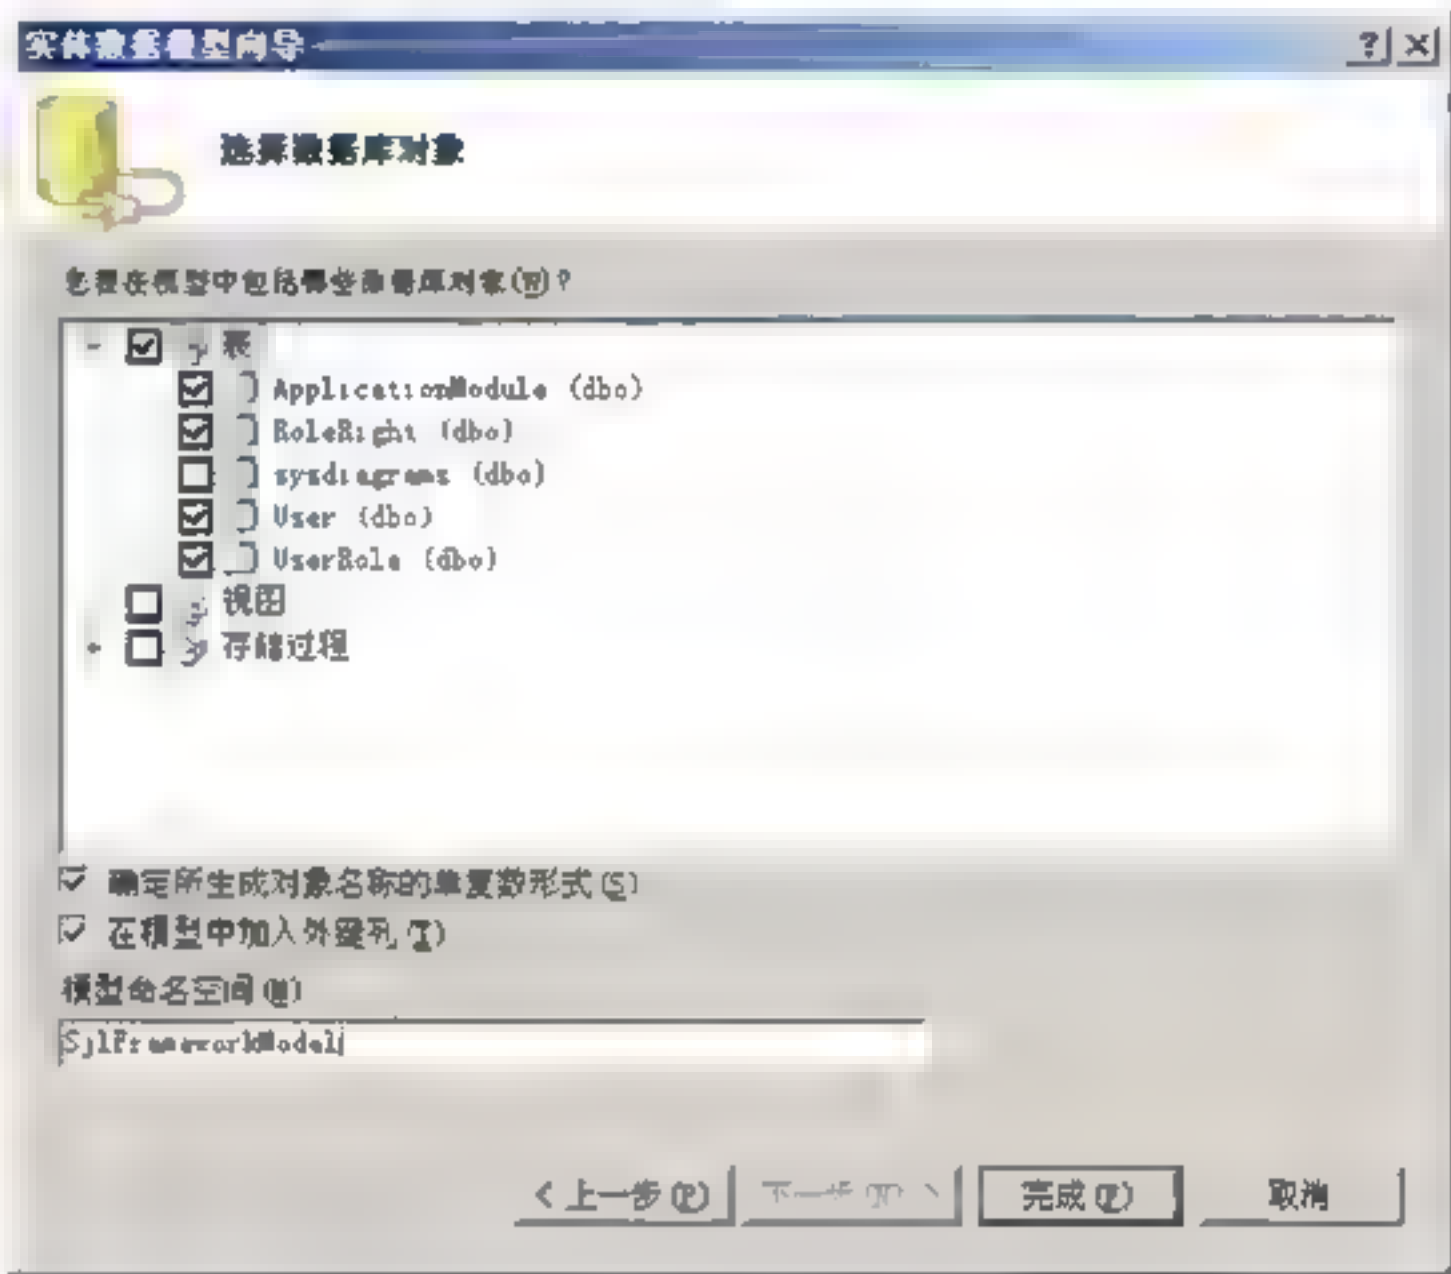 实体数据模型向导
选择数据库对象
您要在模型中包括哪些数据库对象(W)?
表
ApplicationModule (dbo)
RoleRight (dbo)
sysdiagrams (dbo)
User (dbo)
UserRole (dbo)
视图
存储过程
确定所生成对象名称的单复数形式(S)
在模型中加入外键列(I)
模型命名空间(M)
SjlFrameworkModel
< 上一步(P) 下一步(N) > 完成(F) 取消